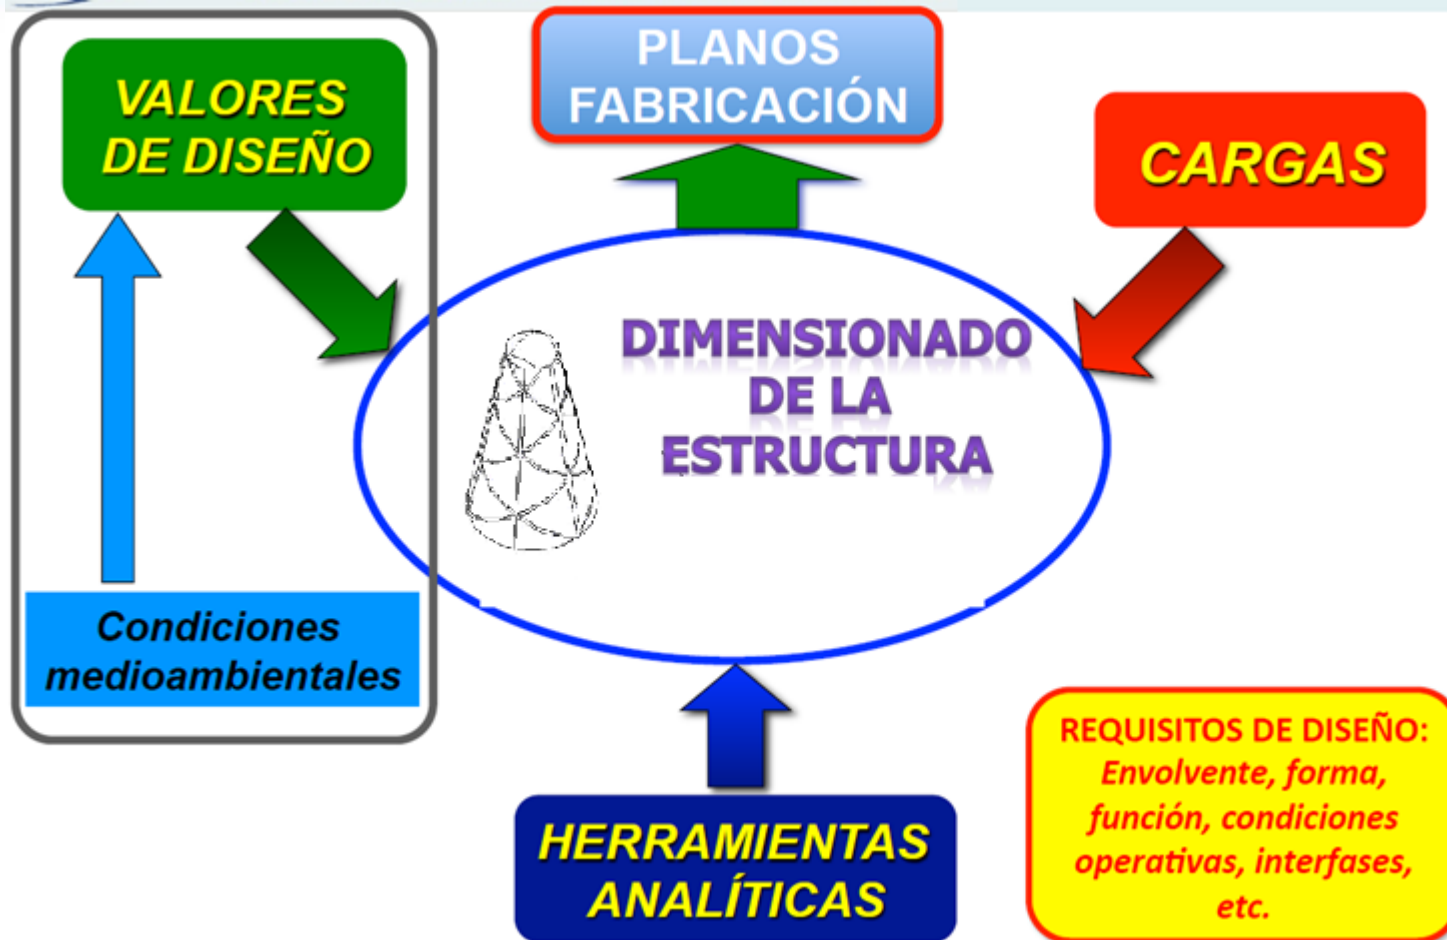 VALORES
DE DISEÑO
PLANOS
FABRICACIÓN
CARGAS
DIMENSIONADO
DE LA
ESTRUCTURA
Condiciones
medioambientales
HERRAMIENTAS
ANALÍTICAS
REQUISITOS DE DISEÑO:
Envolvente, forma,
función, condiciones
operativas, interfases,
etc.